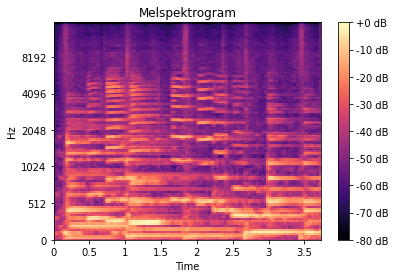 Melspektrogram
+0 dB
8192
-10 dB
4096
-20 dB
-30 dB
Hz
2048
-40 dB
1024
-50 dB
512
-60 dB
-70 dB
0
-80 dB
0 0.5 1 1.5 2 2.5 3 3.5
Time